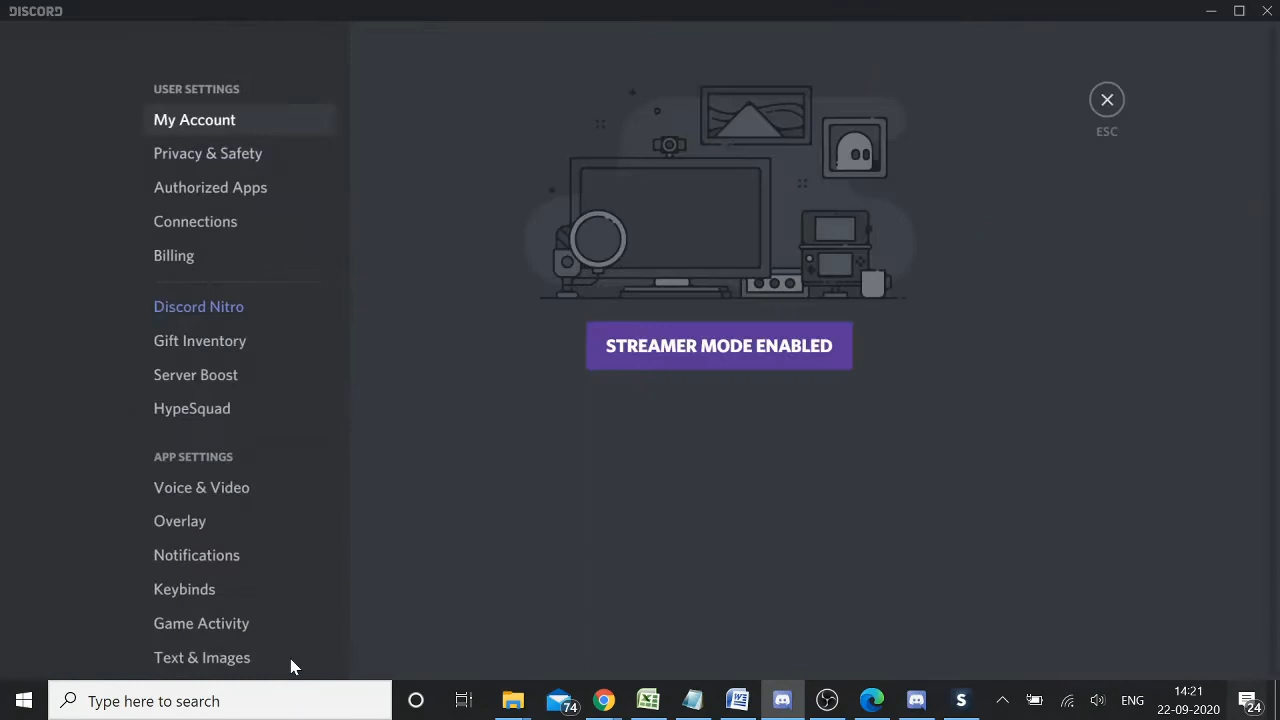 DISCORD
USER SETTINGS
My Account
Privacy & Safety
Authorized Apps
Connections
Billing
Discord Nitro
Gift Inventory
Server Boost
HypeSquad
APP SETTINGS
Voice & Video
Overlay
Notifications
Keybinds
Game Activity
Text & Images
ESC
STREAMER MODE ENABLED
Type here to search
74
S
ENG
14:21
22-09-2020
24